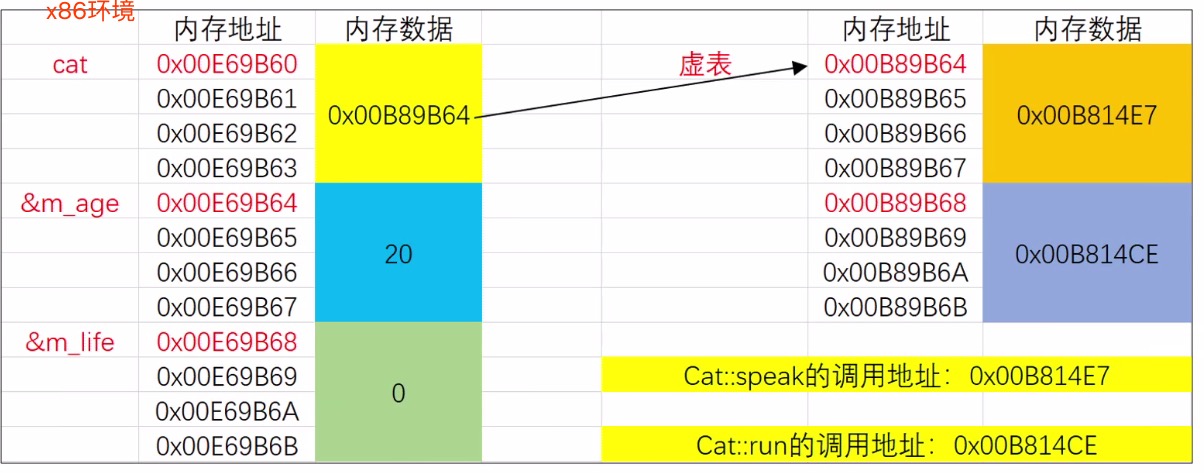 x86环境
内存地址 内存数据 内存地址 内存数据
cat 0x00E69B60 虚表 0x00B89B64
0x00E69B61 0x00B89B65
0x00B89B64 0x00B814E7
0x00E69B62 0x00B89B66
0x00E69B63 0x00B89B67
&m_age 0x00E69B64 0x00B89B68
0x00E69B65 0x00B89B69
20 0x00B814CE
0x00E69B66 0x00B89B6A
0x00E69B67 0x00B89B6B
&m_life 0x00E69B68
0x00E69B69 Cat::speak的调用地址：0x00B814E7
0
0x00E69B6A
0x00E69B6B Cat::run的调用地址：0x00B814CE